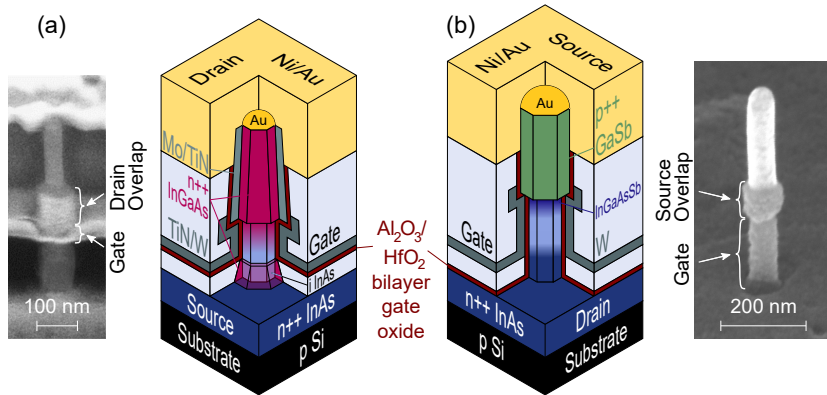 (a)
Drain
Ni/Au
Au
Mo/TiN
n++
InGaAs
TiN/W
Gate
i InAs
Source
n++ InAs
Substrate
p Si
Drain
Overlap
Gate
100 nm
Al₂O₃/
HfO₂
bilayer
gate
oxide
(b)
Ni/Au
Source
Au
p++
GaSb
InGaAsSb
Gate
W
n++ InAs
Drain
p Si
Substrate
Source
Overlap
Gate
200 nm